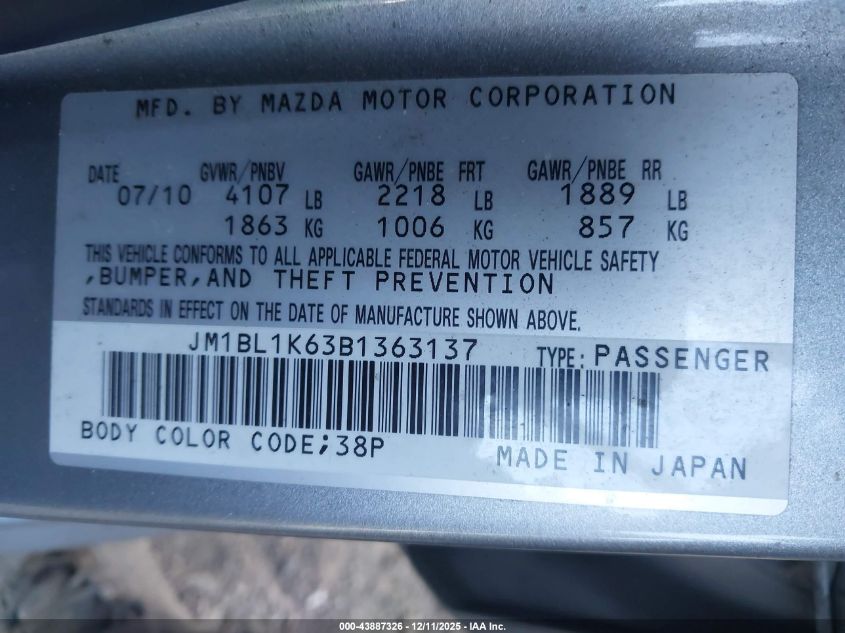 MFD. BY MAZDA MOTOR CORPORATION
DATE GVWR/PNBV GAWR/PNBE FRT GAWR/PNBE RR
07/10 4107 LB 2218 LB 1889 LB
1863 KG 1006 KG 857 KG
THIS VEHICLE CONFORMS TO ALL APPLICABLE FEDERAL MOTOR VEHICLE SAFETY
,BUMPER,AND THEFT PREVENTION
STANDARDS IN EFFECT ON THE DATE OF MANUFACTURE SHOWN ABOVE.
JM1BL1K63B1363137 TYPE: PASSENGER
BODY COLOR CODE;38P
MADE IN JAPAN
000-43887326 - 12/11/2025 - IAA Inc.